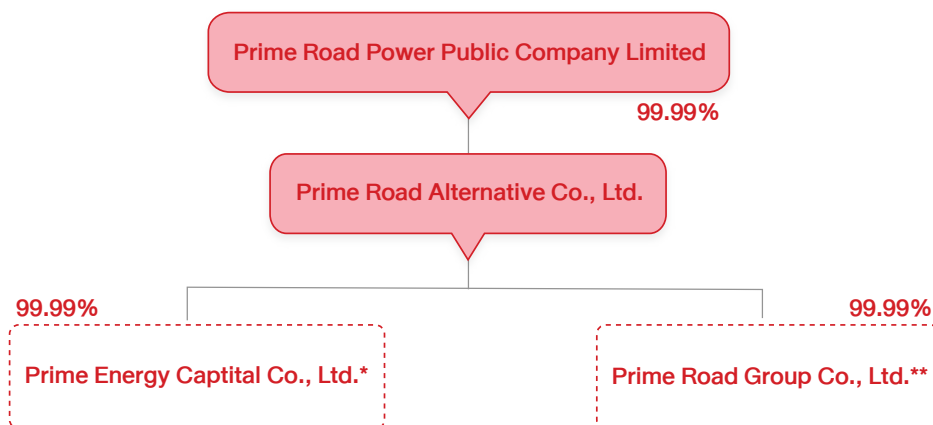 Prime Road Power Public Company Limited
99.99%
Prime Road Alternative Co., Ltd.
99.99%
99.99%
Prime Energy Captital Co., Ltd.*
Prime Road Group Co., Ltd.**